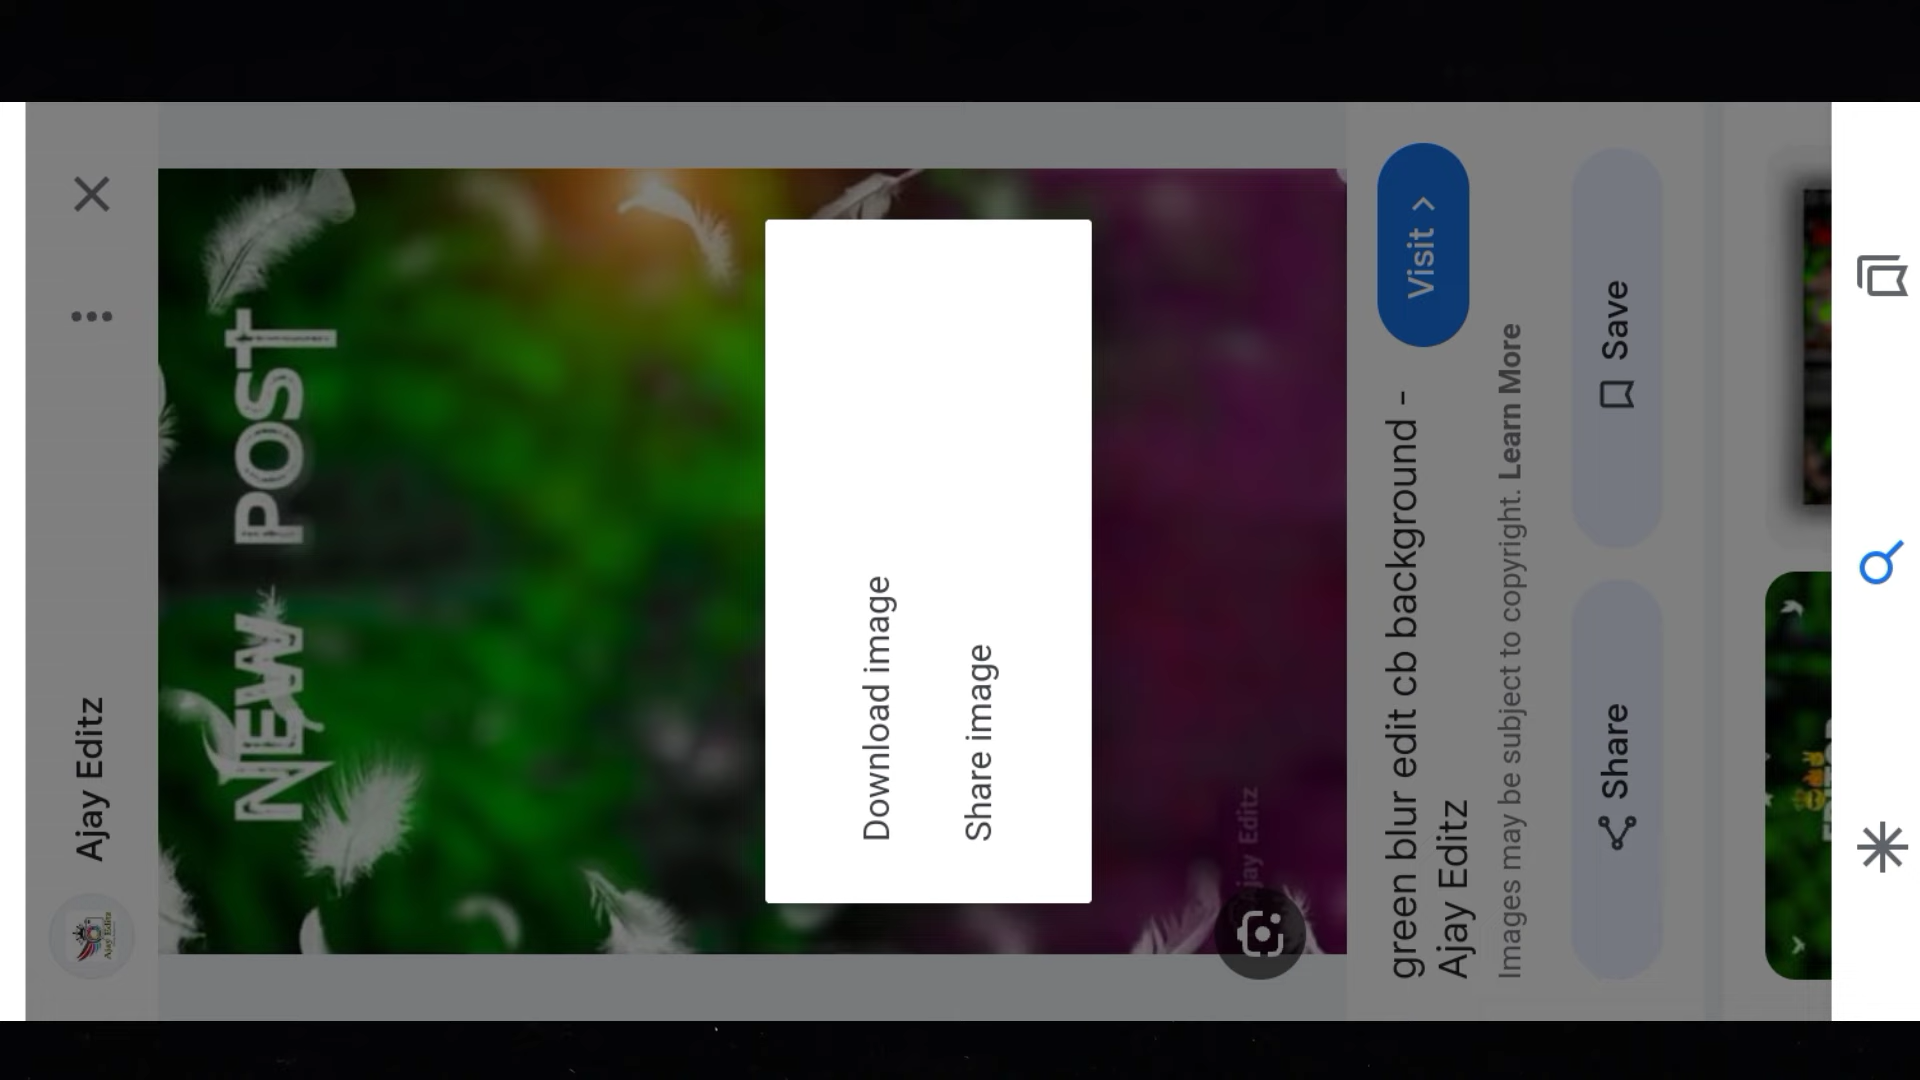 Ajay Editz
NEW POST
Download image
Share image
jay Editz
green blur edit cb background -
Ajay Editz
Visit >
Images may be subject to copyright. Learn More
Share
Save